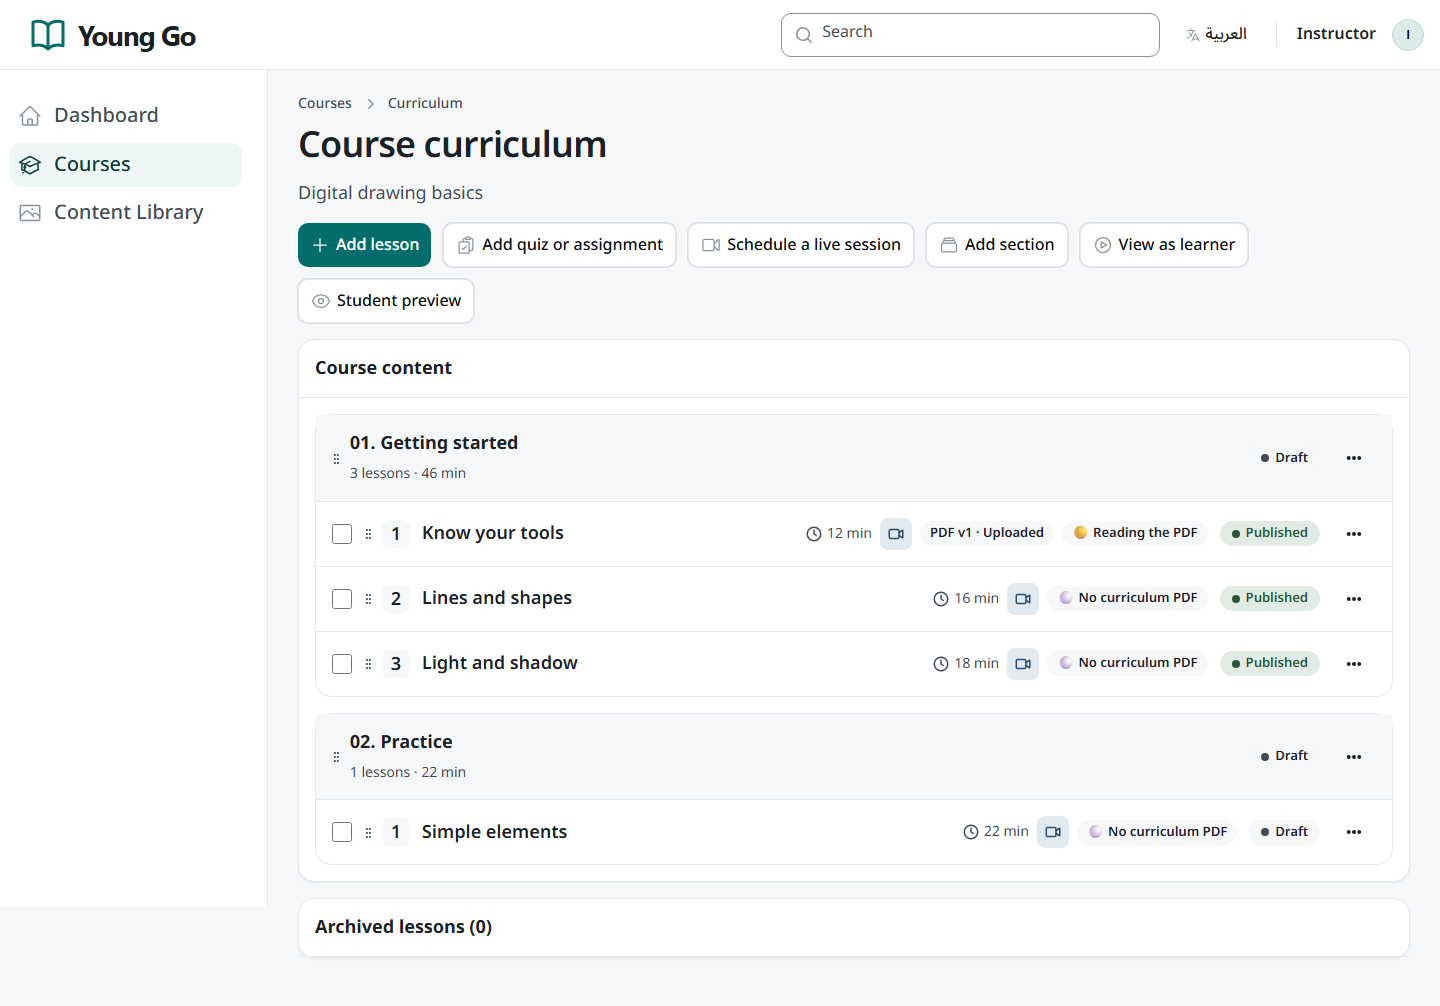 Young Go
Search
العربية
Instructor
I
Dashboard
Courses
Content Library
Courses
Curriculum
Course curriculum
Digital drawing basics
Add lesson
Add quiz or assignment
Schedule a live session
Add section
View as learner
Student preview
Course content
01. Getting started
3 lessons · 46 min
Draft
1
Know your tools
12 min
PDF v1 · Uploaded
Reading the PDF
Published
2
Lines and shapes
16 min
No curriculum PDF
Published
3
Light and shadow
18 min
No curriculum PDF
Published
02. Practice
1 lessons · 22 min
Draft
1
Simple elements
22 min
No curriculum PDF
Draft
Archived lessons (0)